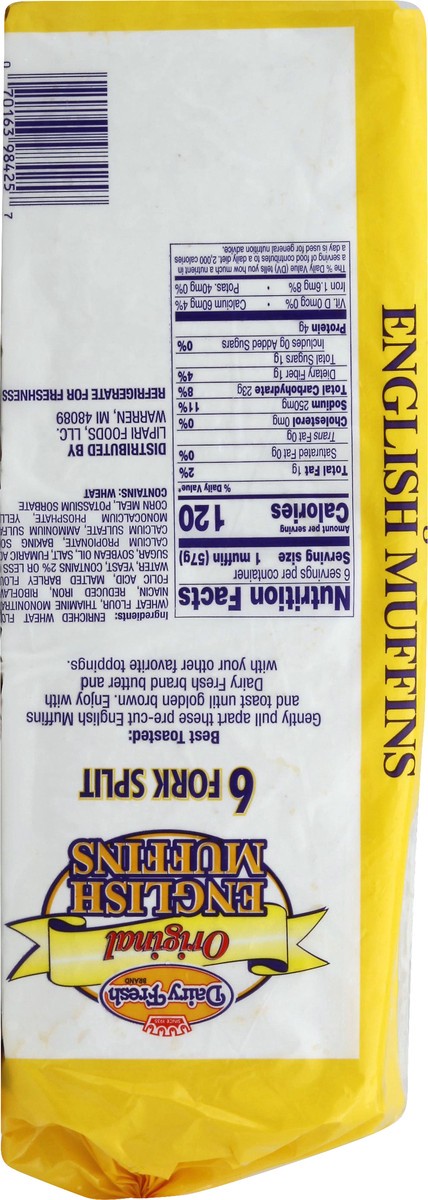 SINCE 1935
Dairy Fresh
BRAND
Original
ENGLISH
MUFFINS
6 FORK SPLIT
Best Toasted:
Gently pull apart these pre-cut English Muffins
and toast until golden brown. Enjoy with
Dairy Fresh brand and butter and
with your other favorite toppings.
Nutrition Facts
6 servings per container
Serving size 1 muffin (57g)
Amount per serving
Calories 120
% Daily Value*
Total Fat 1g 2%
Saturated Fat 0g 0%
Trans Fat 0g
Cholesterol 0mg 0%
Sodium 250mg 11%
Total Carbohydrate 23g 8%
Dietary Fiber 1g 4%
Total Sugars 1g
Includes 0g Added Sugars 0%
Protein 4g
Vit. D 0mcg 0% • Calcium 60mg 4%
Iron 1.6mg 8% • Potas. 40mg 0%
* The % Daily Value (DV) tells you how much a nutrient in
a serving of food contributes to a daily diet. 2,000 calories
a day is used for general nutrition advice.
Ingredients: ENRICHED WHEAT
(WHEAT FLOUR, THIAMINE
NIACIN, REDUCED IRON,
FOLIC ACID, MALTED BARLEY
WATER, YEAST, CONTAINS 2% OR LESS
SUGAR, SOYBEAN OIL, SALT, FUMARIC
CALCIUM PROPIONATE, BAKING
CALCIUM SULFATE, AMMONIUM
MONOCALCIUM PHOSPHATE,
CORN MEAL, POTASSIUM SORBATE
CONTAINS: WHEAT
DISTRIBUTED BY
LIPARI FOODS, LLC.
WARREN, MI 48089
REFRIGERATE FOR FRESHNESS
0 70163 98425 7
ENGLISH MUFFINS